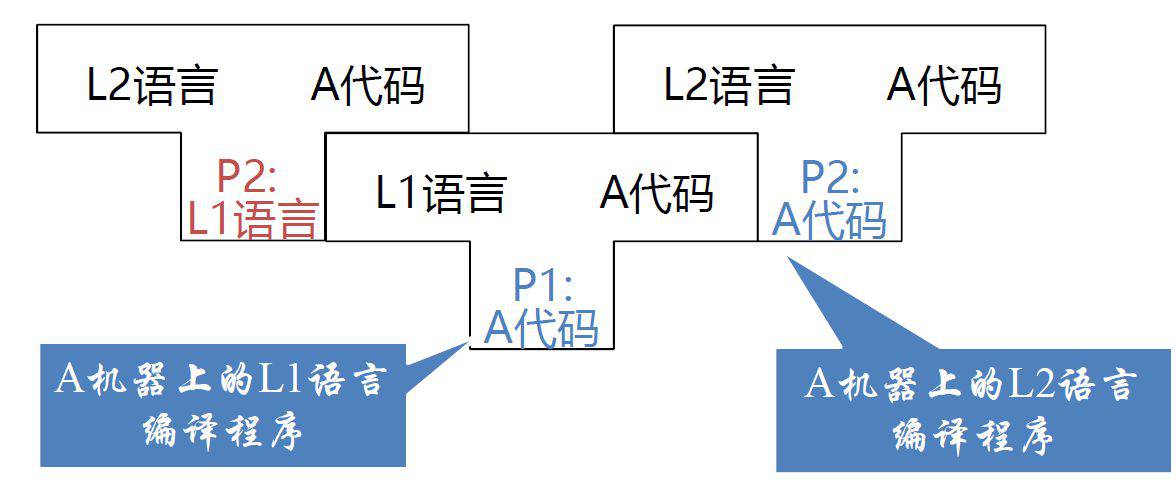 L2语言 A代码
L2语言 A代码
P2:
L1语言
L1语言 A代码
P2:
A代码
P1:
A代码
A机器上的L1语言
编译程序
A机器上的L2语言
编译程序